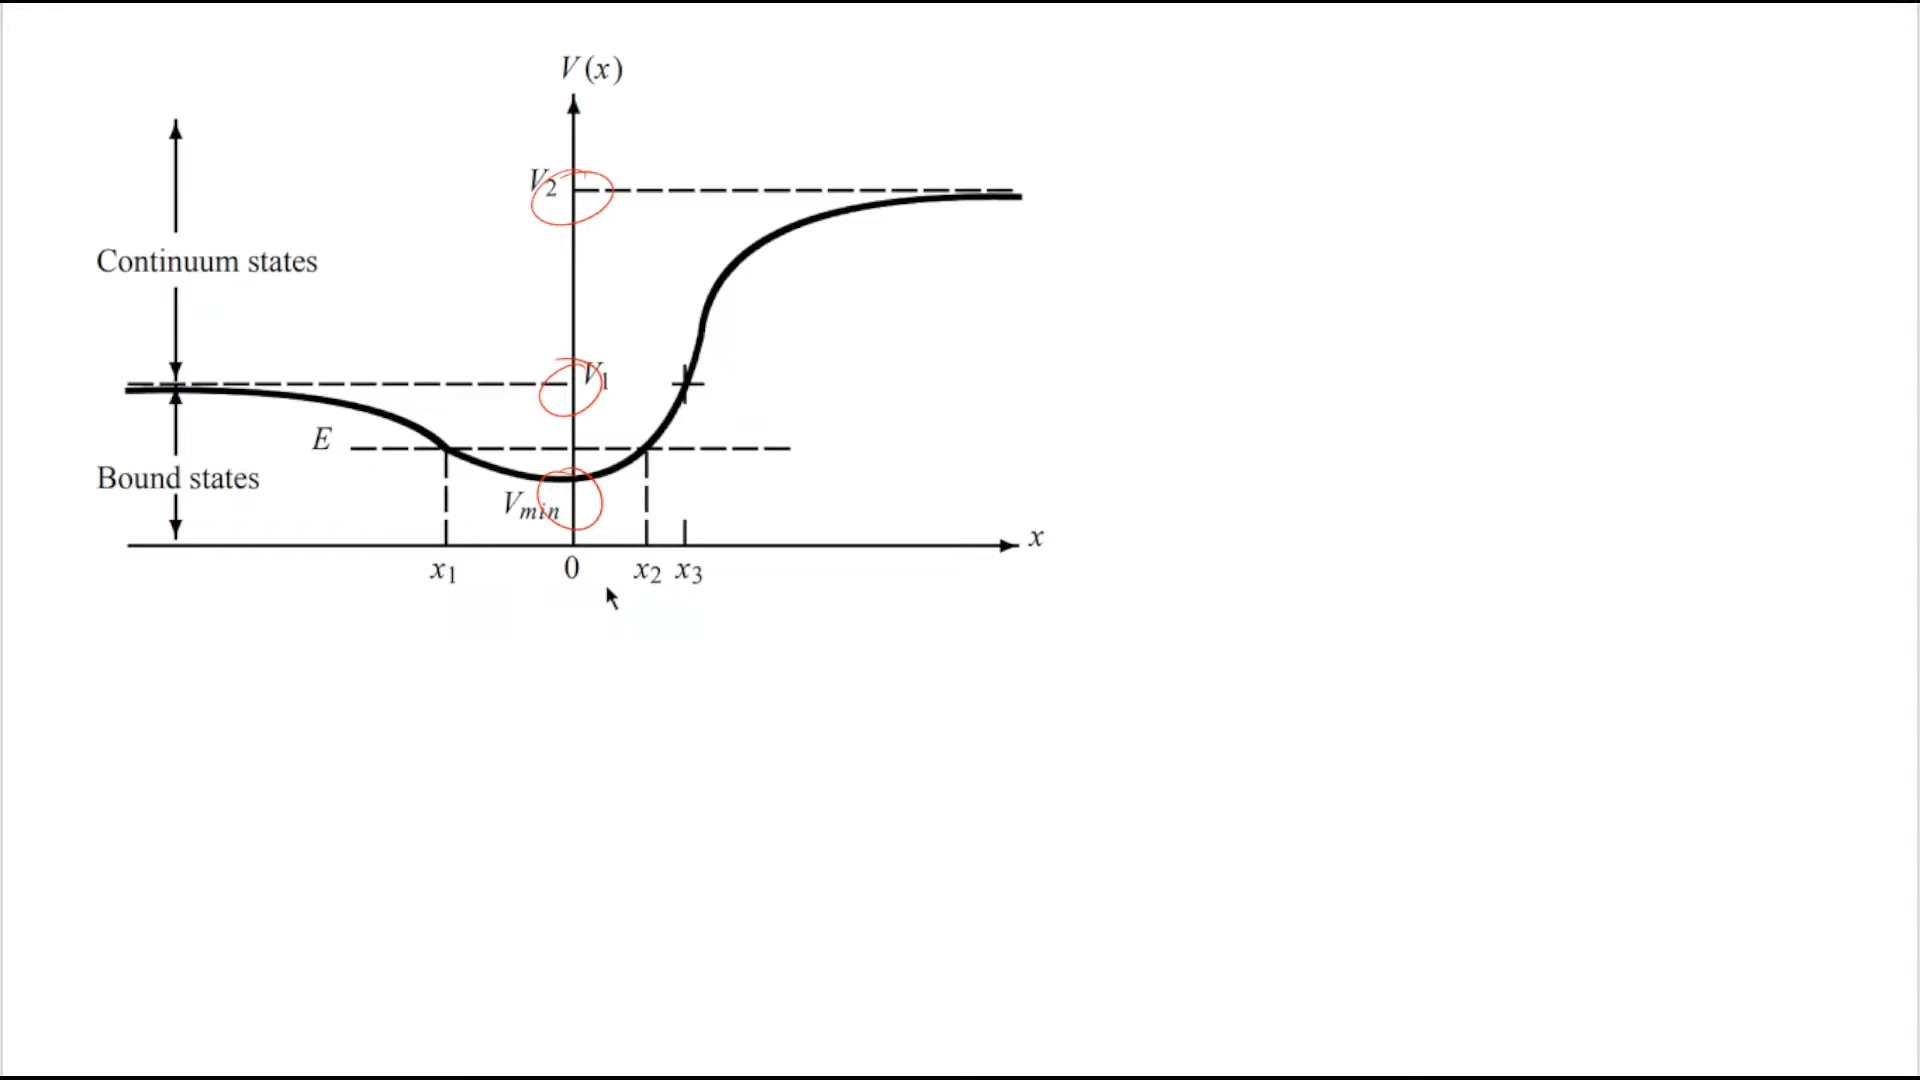 V(x)
V2
Continuum states
V1
E
Bound states
Vmin
x
x1
0
x2
x3